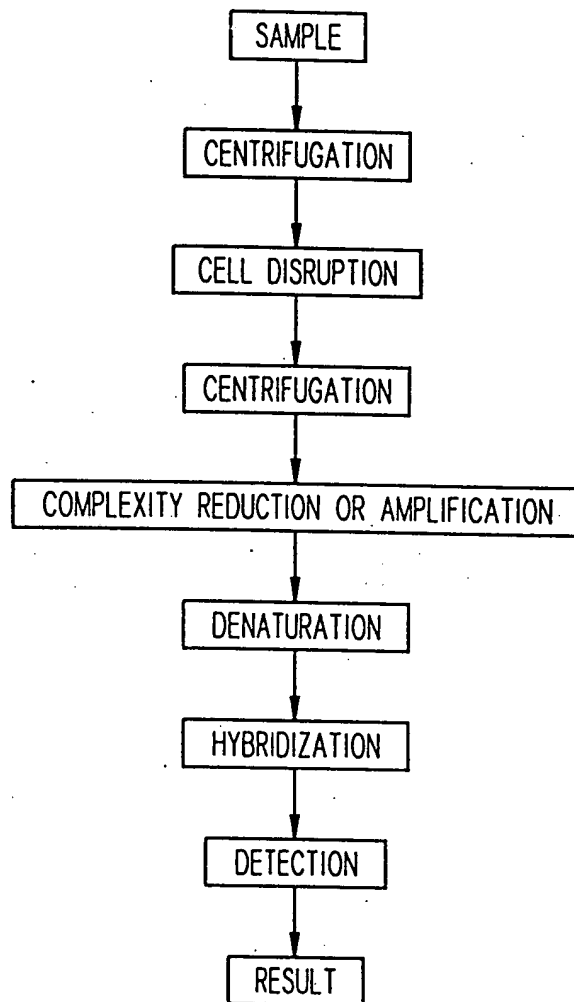 SAMPLE
CENTRIFUGATION
CELL DISRUPTION
CENTRIFUGATION
COMPLEXITY REDUCTION OR AMPLIFICATION
DENATURATION
HYBRIDIZATION
DETECTION
RESULT